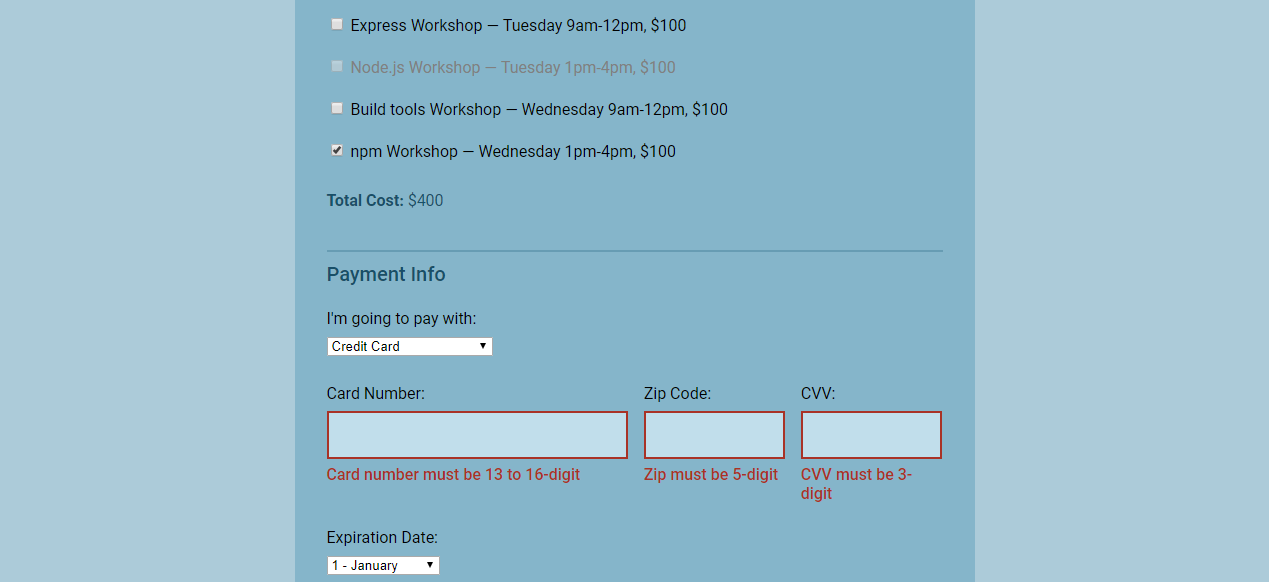 Express Workshop — Tuesday 9am-12pm, $100
Node.js Workshop — Tuesday 1pm-4pm, $100
Build tools Workshop — Wednesday 9am-12pm, $100
npm Workshop — Wednesday 1pm-4pm, $100
Total Cost: $400
Payment Info
I'm going to pay with:
Credit Card
Card Number: Zip Code: CVV:
Card number must be 13 to 16-digit Zip must be 5-digit CVV must be 3-
digit
Expiration Date:
1 - January